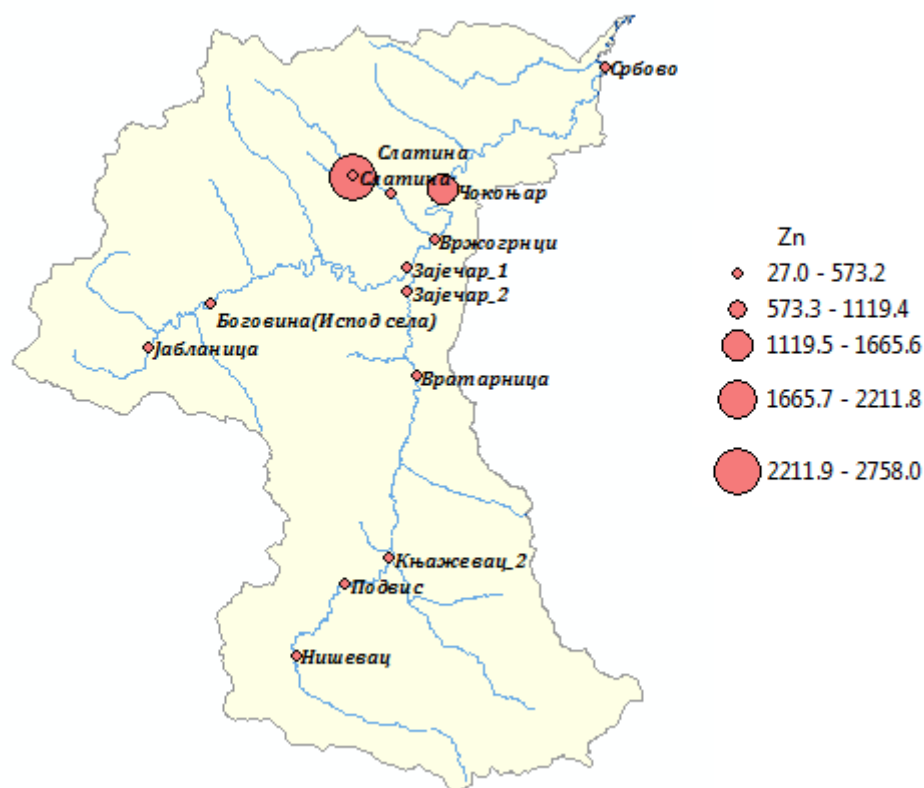 Србово
Слатина
Слатина
Чокоњар
Вржогрнци
Зајечар_1
Зајечар_2
Боговина(Испод села)
Јабланица
Вратарница
Књажевац_2
Подвис
Нишевац
Zn
27.0 - 573.2
573.3 - 1119.4
1119.5 - 1665.6
1665.7 - 2211.8
2211.9 - 2758.0